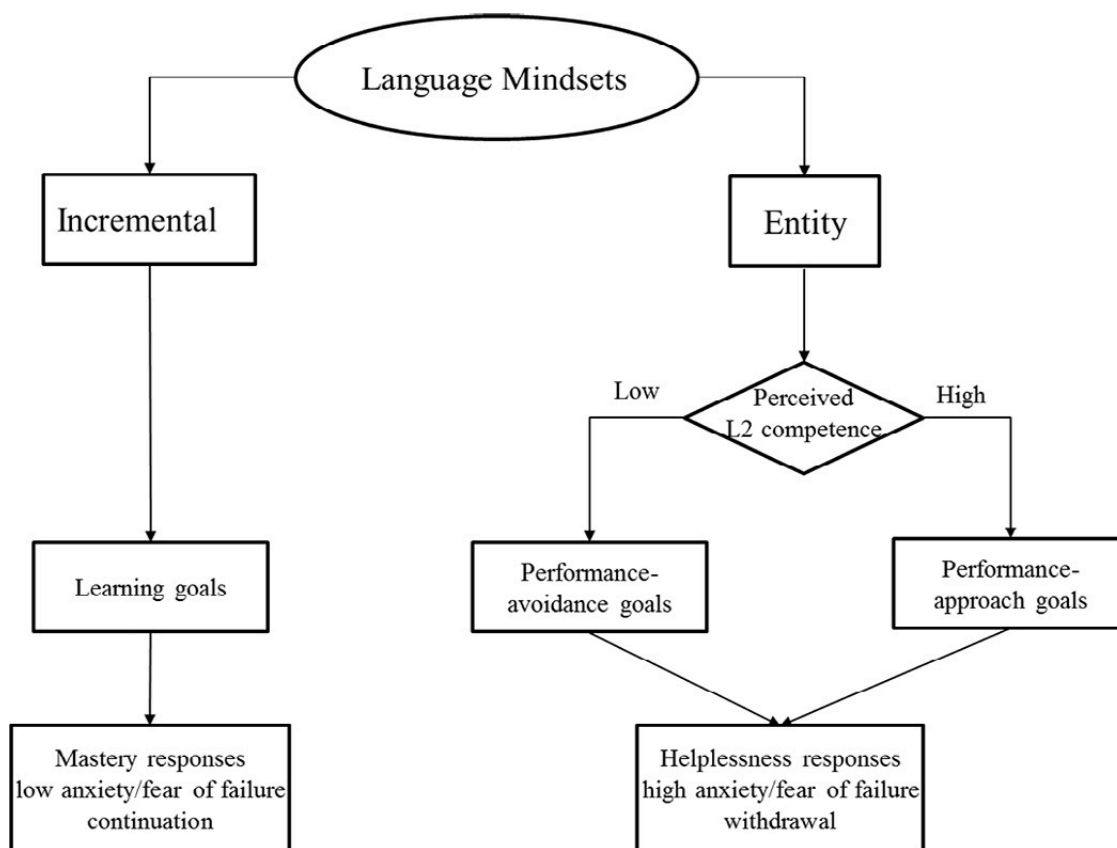 Language Mindsets
Incremental
Entity
Low
Perceived
L2 competence
High
Learning goals
Performance-
avoidance goals
Performance-
approach goals
Mastery responses
low anxiety/fear of failure
continuation
Helplessness responses
high anxiety/fear of failure
withdrawal